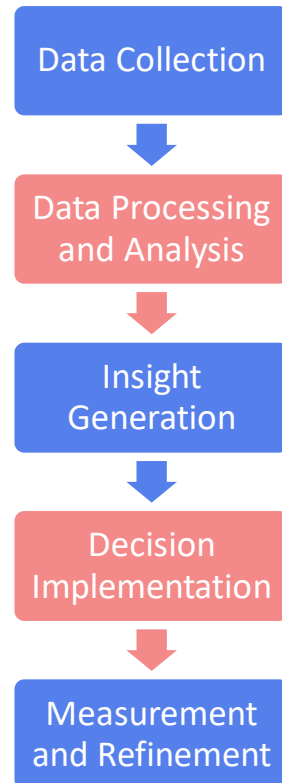 Data Collection
Data Processing
and Analysis
Insight
Generation
Decision
Implementation
Measurement
and Refinement